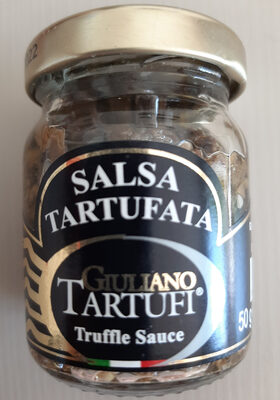 SALSA
TARTUFATA
GIULIANO
TARTUFI®
Truffle Sauce
50 g